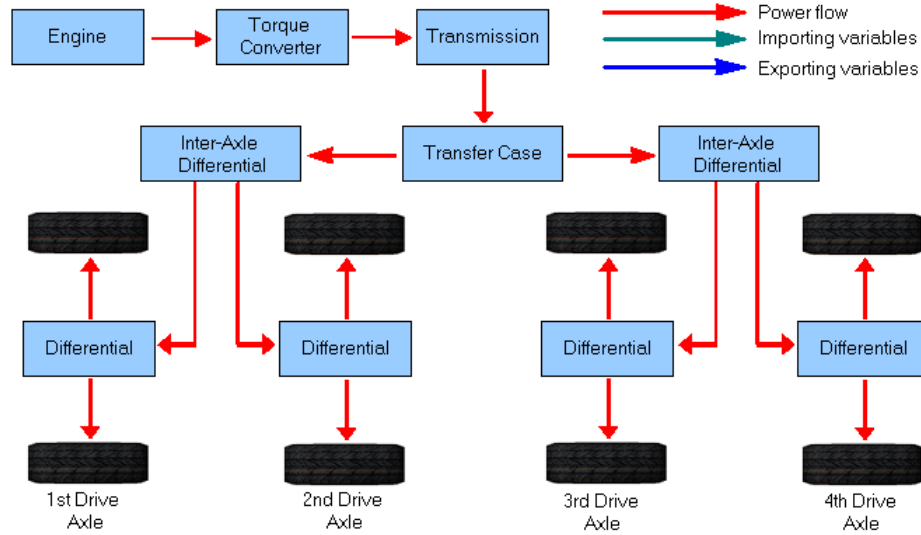 Engine
Torque
Converter
Transmission
Power flow
Importing variables
Exporting variables
Inter-Axle
Differential
Transfer Case
Inter-Axle
Differential
Differential
Differential
Differential
Differential
1st Drive
Axle
2nd Drive
Axle
3rd Drive
Axle
4th Drive
Axle